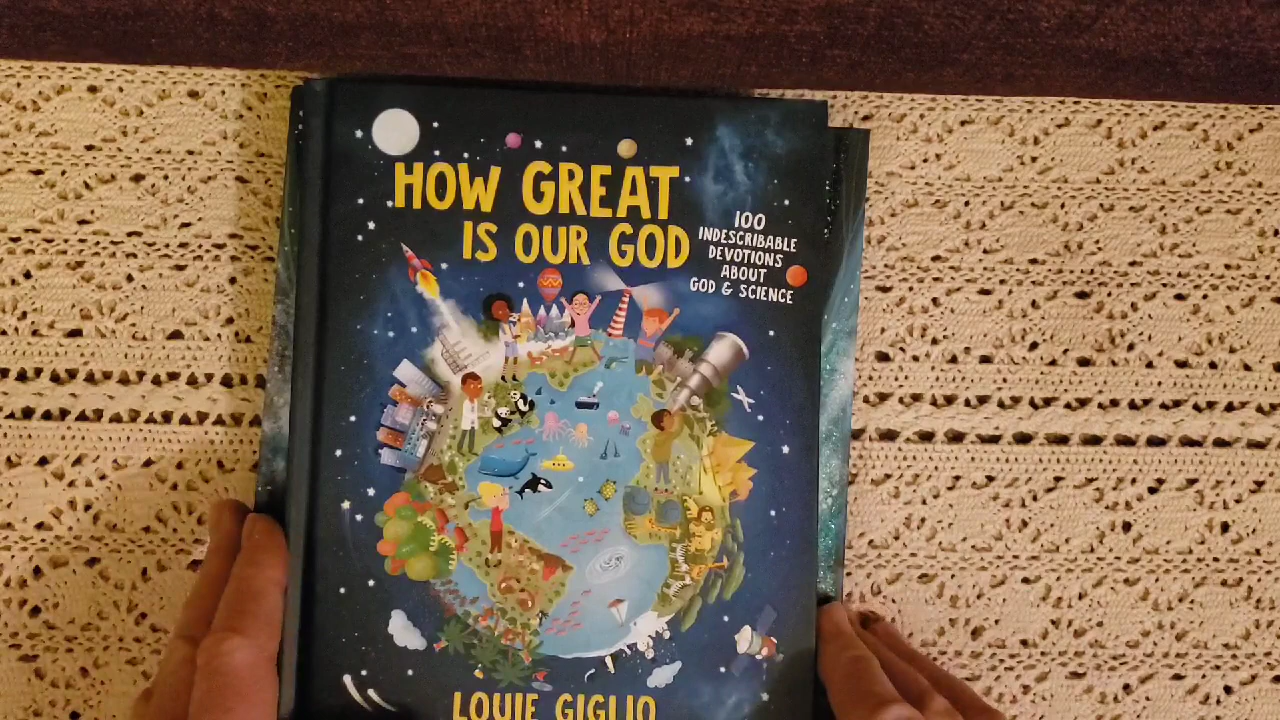 HOW GREAT
IS OUR GOD
100
INDESCRIBABLE
DEVOTIONS
ABOUT
GOD & SCIENCE
LOUIE GIGLIO